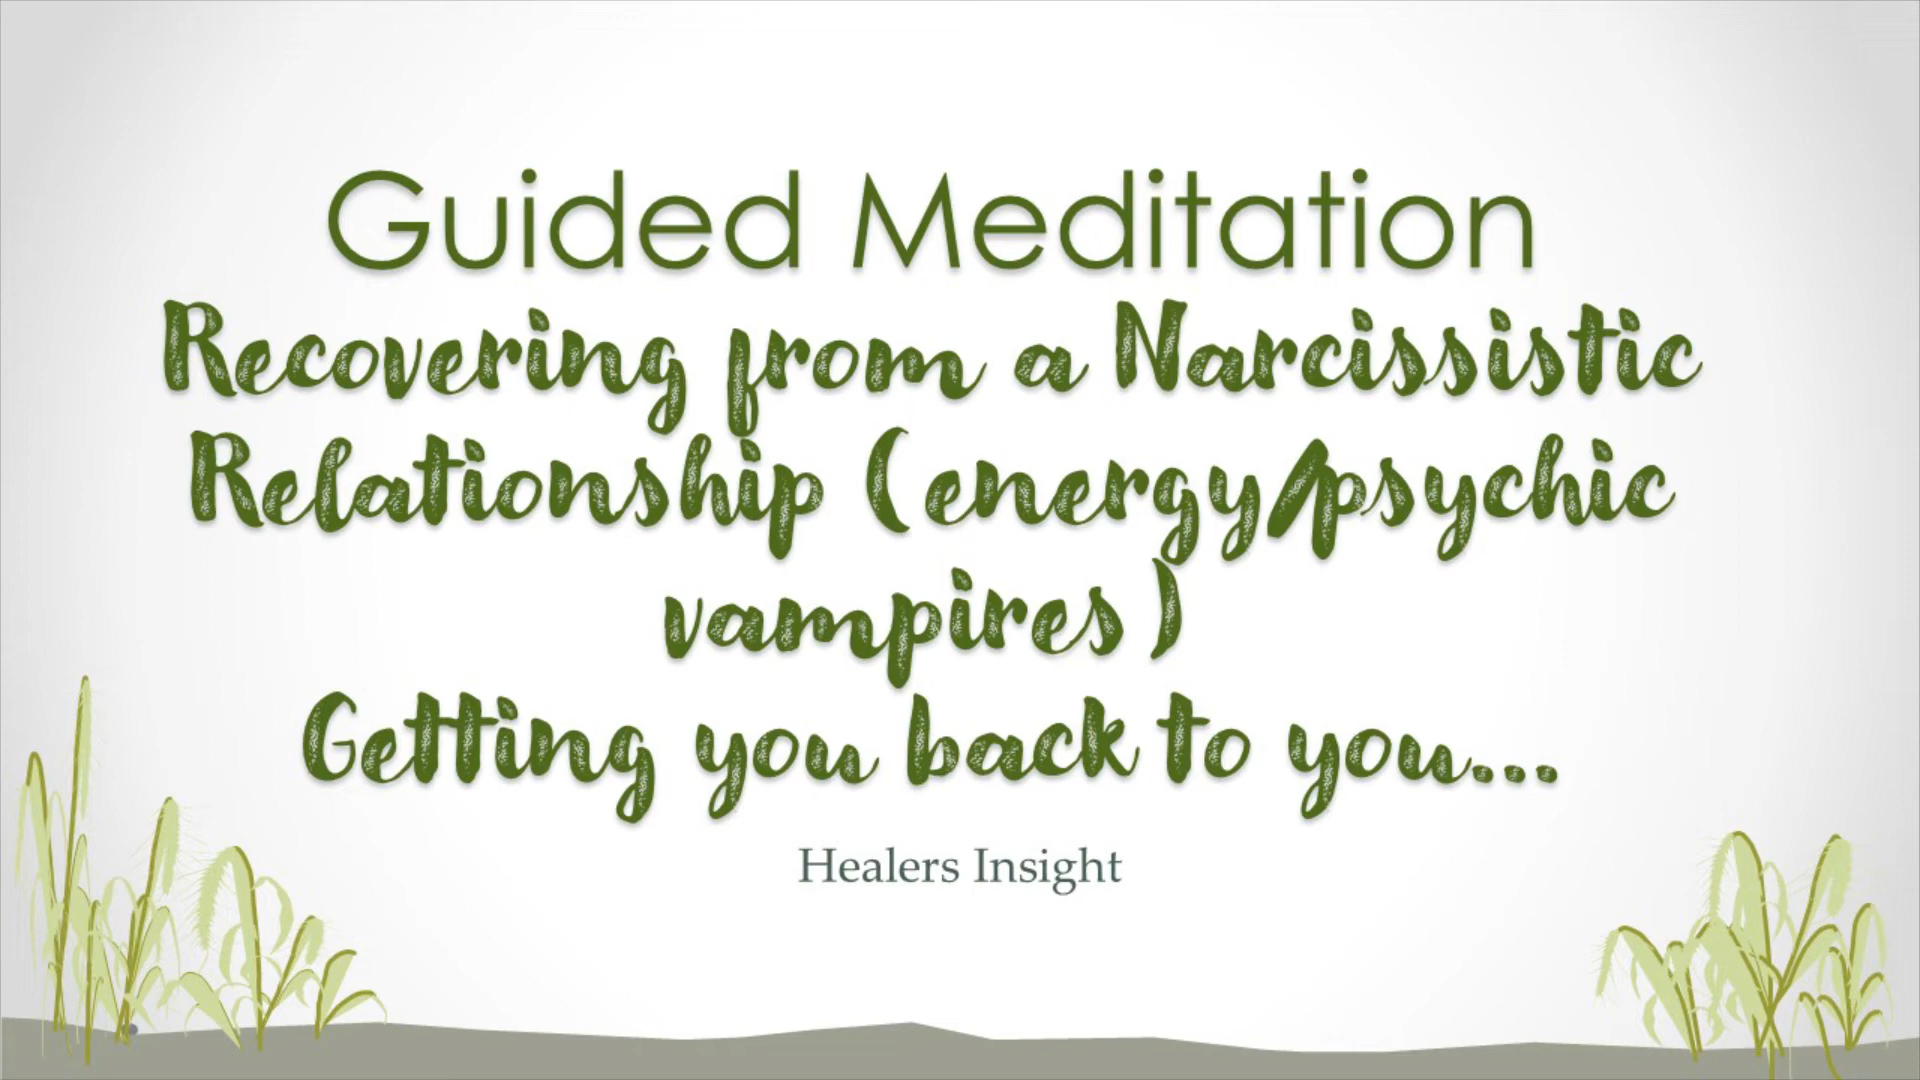 Guided Meditation
Recovering from a Narcissistic
Relationship (energy/psychic
vampires)
Getting you back to you...
Healers Insight